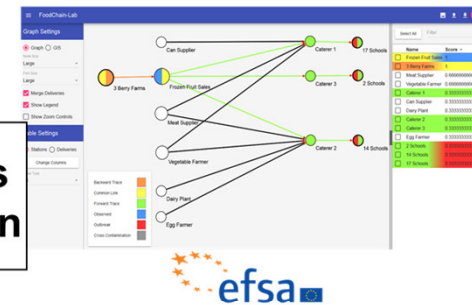 FoodChain-Lab
Graph Settings
Graph
GIS
Large
Large
Merge Deliveries
Show Legend
Show Zoom Controls
Table Settings
Stations
Deliveries
Change Columns
s
n
Can Supplier
3 Berry Farms
Frozen Fruit Sales
Meat Supplier
Vegetable Farmer
Dairy Plant
Egg Farmer
Caterer 1
17 Schools
Caterer 3
2 Schools
Caterer 2
14 Schools
Backward Trace
Common Link
Forward Trace
Observed
Outbreak
Cross Contamination
Select All
Filter
Name Score
Frozen Fruit Sales 1
3 Berry Farms 1
Meat Supplier
Vegetable Farmer
Caterer 1
Can Supplier
Dairy Plant
Caterer 2
Caterer 3
Egg Farmer
2 Schools
14 Schools
17 Schools
efsa